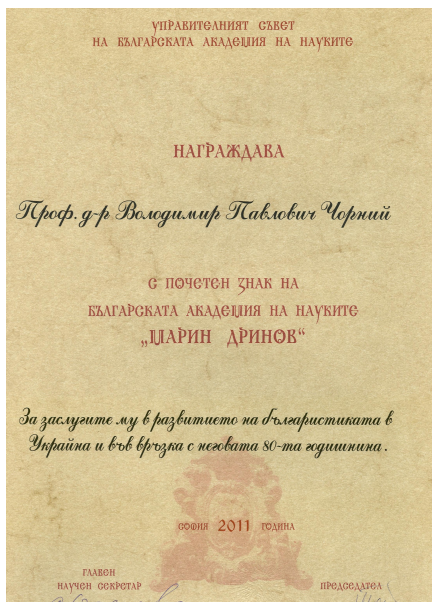 УПРАВИТЕЛНИЯТ СЪВЕТ
НА БЪЛГАРСКАТА АКАДЕМИЯ НА НАУКИТЕ
НАГРАЖДАВА
Проф. д-р Володимир Павлович Чорний
С ПОЧЕТЕН ЗНАК НА
БЪЛГАРСКАТА АКАДЕМИЯ НА НАУКИТЕ
„МАРИН ДРИНОВ“
За заслугите му в развитието на българистиката в
Украйна и във връзка с неговата 80-та годишнина.
СОФИЯ 2011 ГОДИНА
ГЛАВЕН
НАУЧЕН СЕКРЕТАР
ПРЕДСЕДАТЕЛ